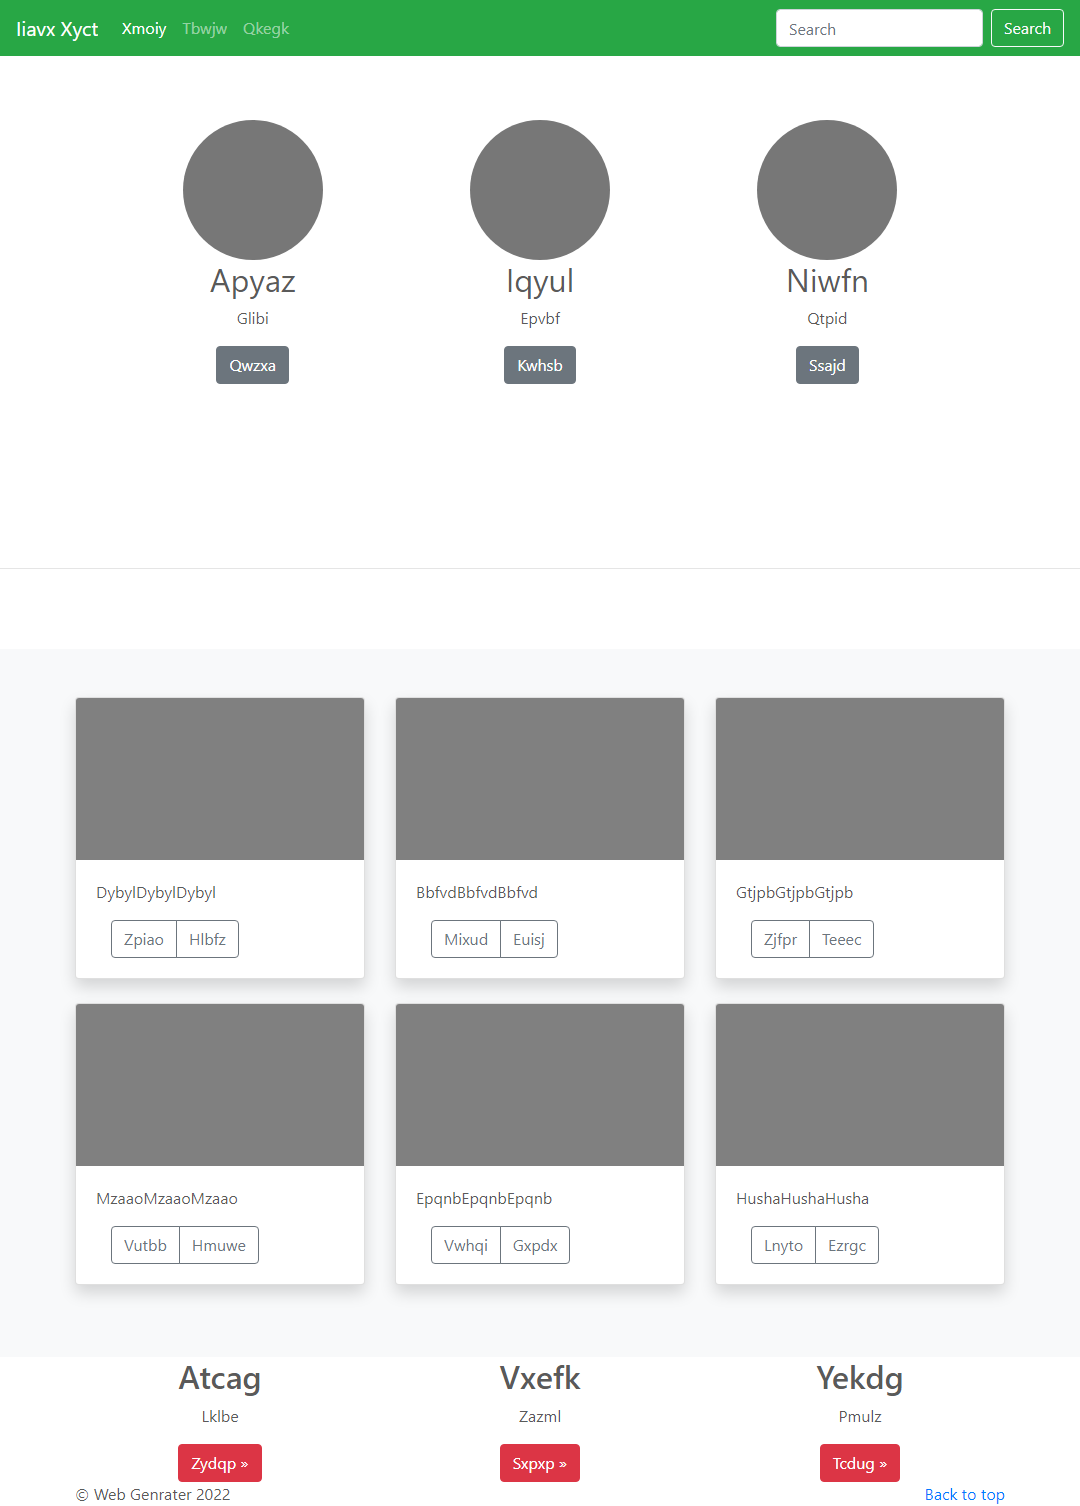 Iiavx Xyct Xmoiy Tbwjw Qkegk Search Search
Apyaz Iqyul Niwfn
Glibi Epvbf Qtpid
Qwzxa Kwhsb Ssajd
DybylDybylDybyl BbfvdBbfvdBbfvd GtjpbGtjpbGtjpb
Zpiao Hlbfz Mixud Euisj Zjfpr Teeec
MzaaoMzaaoMzaao EpqnbEpqnbEpqnb HushaHushaHusha
Vutbb Hmuwe Vwhqi Gxpdx Lnyto Ezrgc
Atcag Vxefk Yekdg
Lklbe Zazml Pmulz
Zydqp » Sxpxp » Tcdug »
© Web Genrater 2022 Back to top